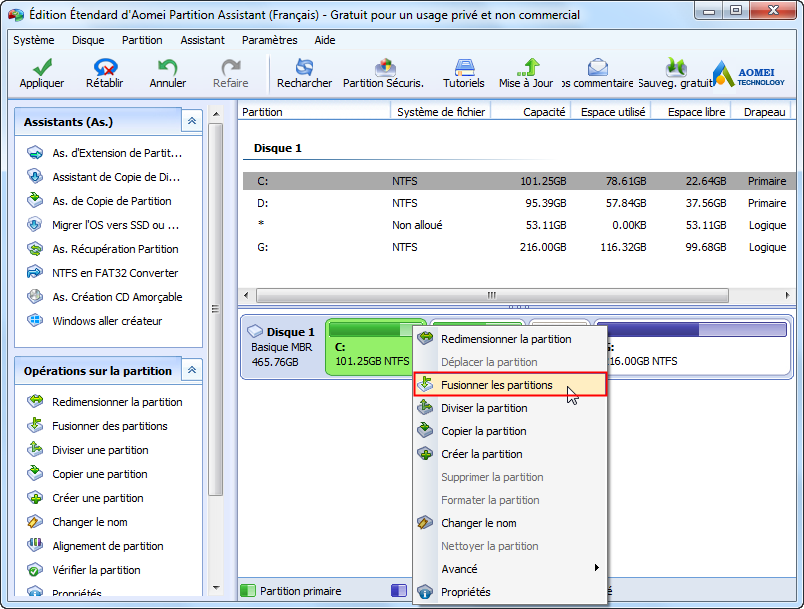 Édition Étendard d'Aomei Partition Assistant (Français) - Gratuit pour un usage privé et non commercial
Système Disque Partition Assistant Paramètres Aide
Appliquer Rétablir Annuler Refaire Rechercher Partition Sécuris. Tutoriels Mise à Jour os commentaire Sauveg. gratuit AOMEI TECHNOLOGY
Assistants (As.)
As. d'Extension de Partit...
Assistant de Copie de Di...
As. de Copie de Partition
Migrer l'OS vers SSD ou ...
As. Récupération Partition
NTFS en FAT32 Converter
As. Création CD Amorçable
Windows aller créateur
Opérations sur la partition
Redimensionner la partition
Fusionner des partitions
Diviser une partition
Copier une partition
Créer une partition
Changer le nom
Alignement de partition
Vérifier la partition
Propriétés
Partition Système de fichier Capacité Espace utilisé Espace libre Drapeau
Disque 1
C: NTFS 101.25GB 78.61GB 22.64GB Primaire
D: NTFS 95.39GB 57.84GB 37.56GB Primaire
* Non alloué 53.11GB 0.00KB 53.11GB Logique
G: NTFS 216.00GB 116.32GB 99.68GB Logique
Disque 1
Basique MBR
465.76GB
C:
101.25GB NTFS
16.00GB NTFS
Redimensionner la partition
Déplacer la partition
Fusionner les partitions
Diviser la partition
Copier la partition
Créer la partition
Supprimer la partition
Formater la partition
Changer le nom
Nettoyer la partition
Avancé
Propriétés
Partition primaire